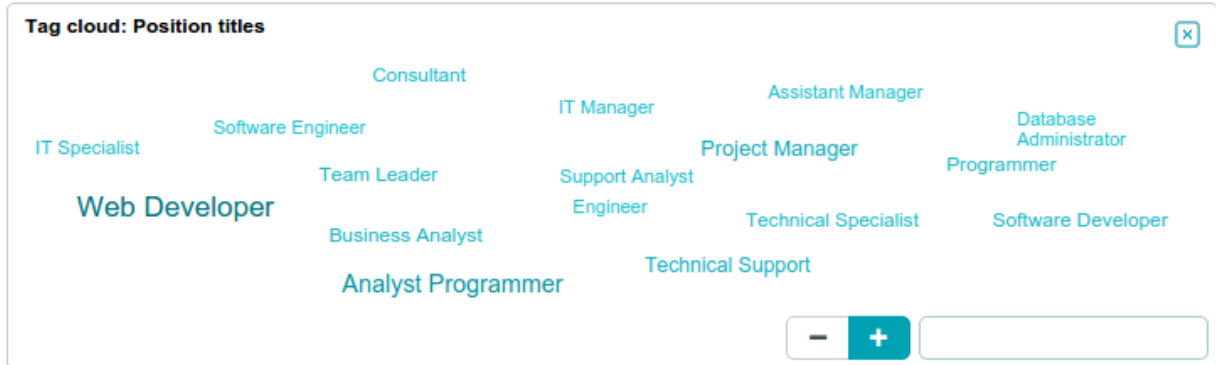 Tag cloud: Position titles
Consultant
Assistant Manager
IT Manager
Database
Administrator
Software Engineer
IT Specialist
Project Manager
Programmer
Team Leader
Support Analyst
Web Developer
Engineer
Technical Specialist
Software Developer
Business Analyst
Technical Support
Analyst Programmer